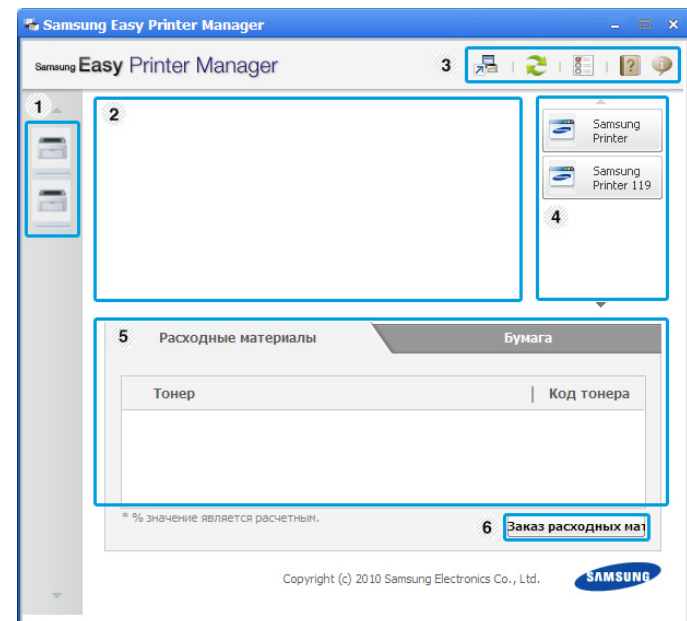 Samsung Easy Printer Manager
Samsung Easy Printer Manager
3
1
2
Samsung
Printer
Samsung
Printer 119
4
5 Расходные материалы Бумага
Тонер | Код тонера
* % значение является расчетным.
6 Заказ расходных мат
Copyright (c) 2010 Samsung Electronics Co., Ltd. SAMSUNG